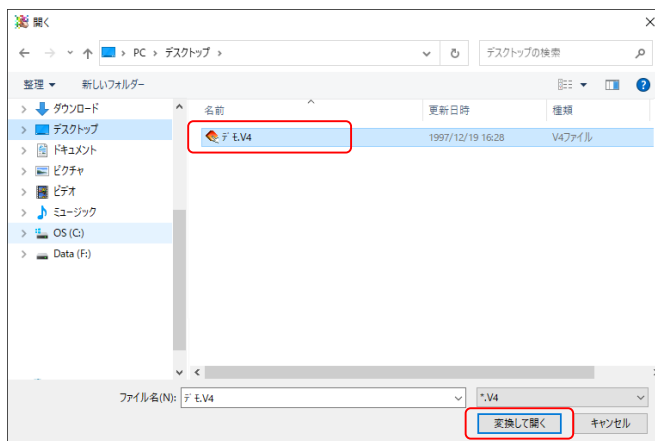 開く
PC › デスクトップ ›
デスクトップの検索
整理 新しいフォルダー
名前 更新日時 種類
ダウンロード
デスクトップ
ドキュメント
ピクチャ
ビデオ
ミュージック
OS (C:)
Data (F:)
ﾃﾞﾓ.V4 1997/12/19 16:28 V4ファイル
ファイル名(N): ﾃﾞﾓ.V4 *.V4
変換して開く キャンセル